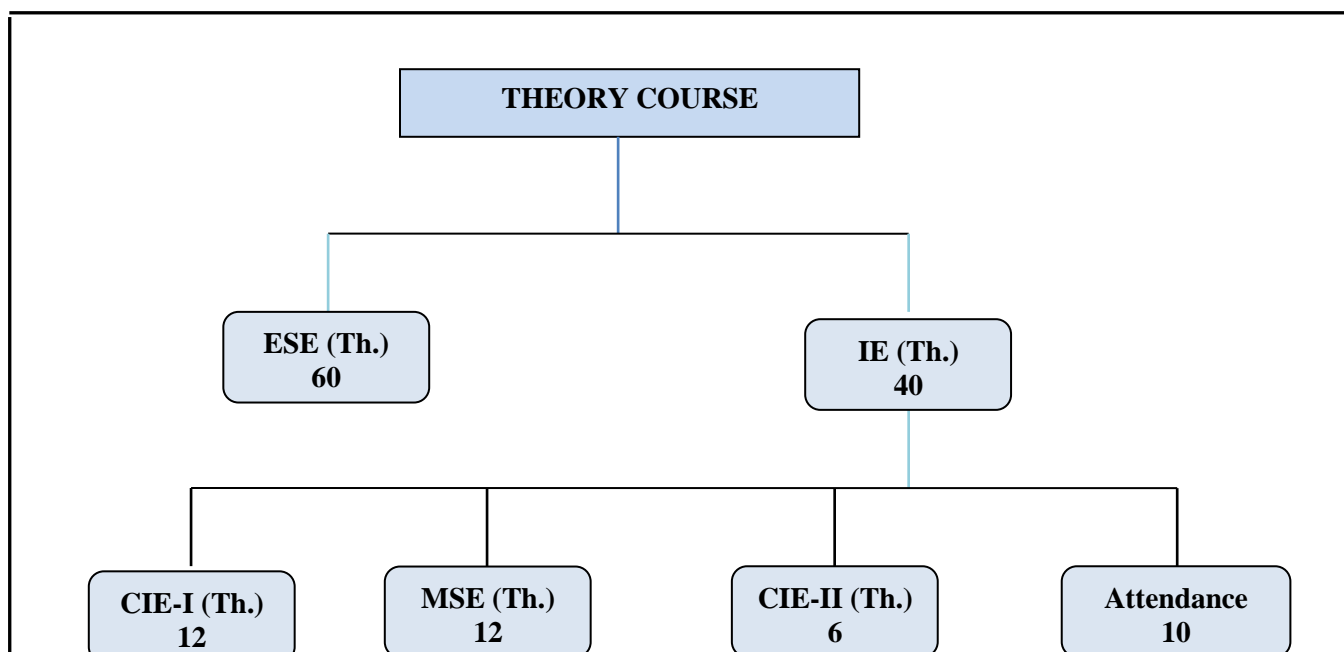 THEORY COURSE
ESE (Th.)
60
IE (Th.)
40
CIE-I (Th.)
12
MSE (Th.)
12
CIE-II (Th.)
6
Attendance
10